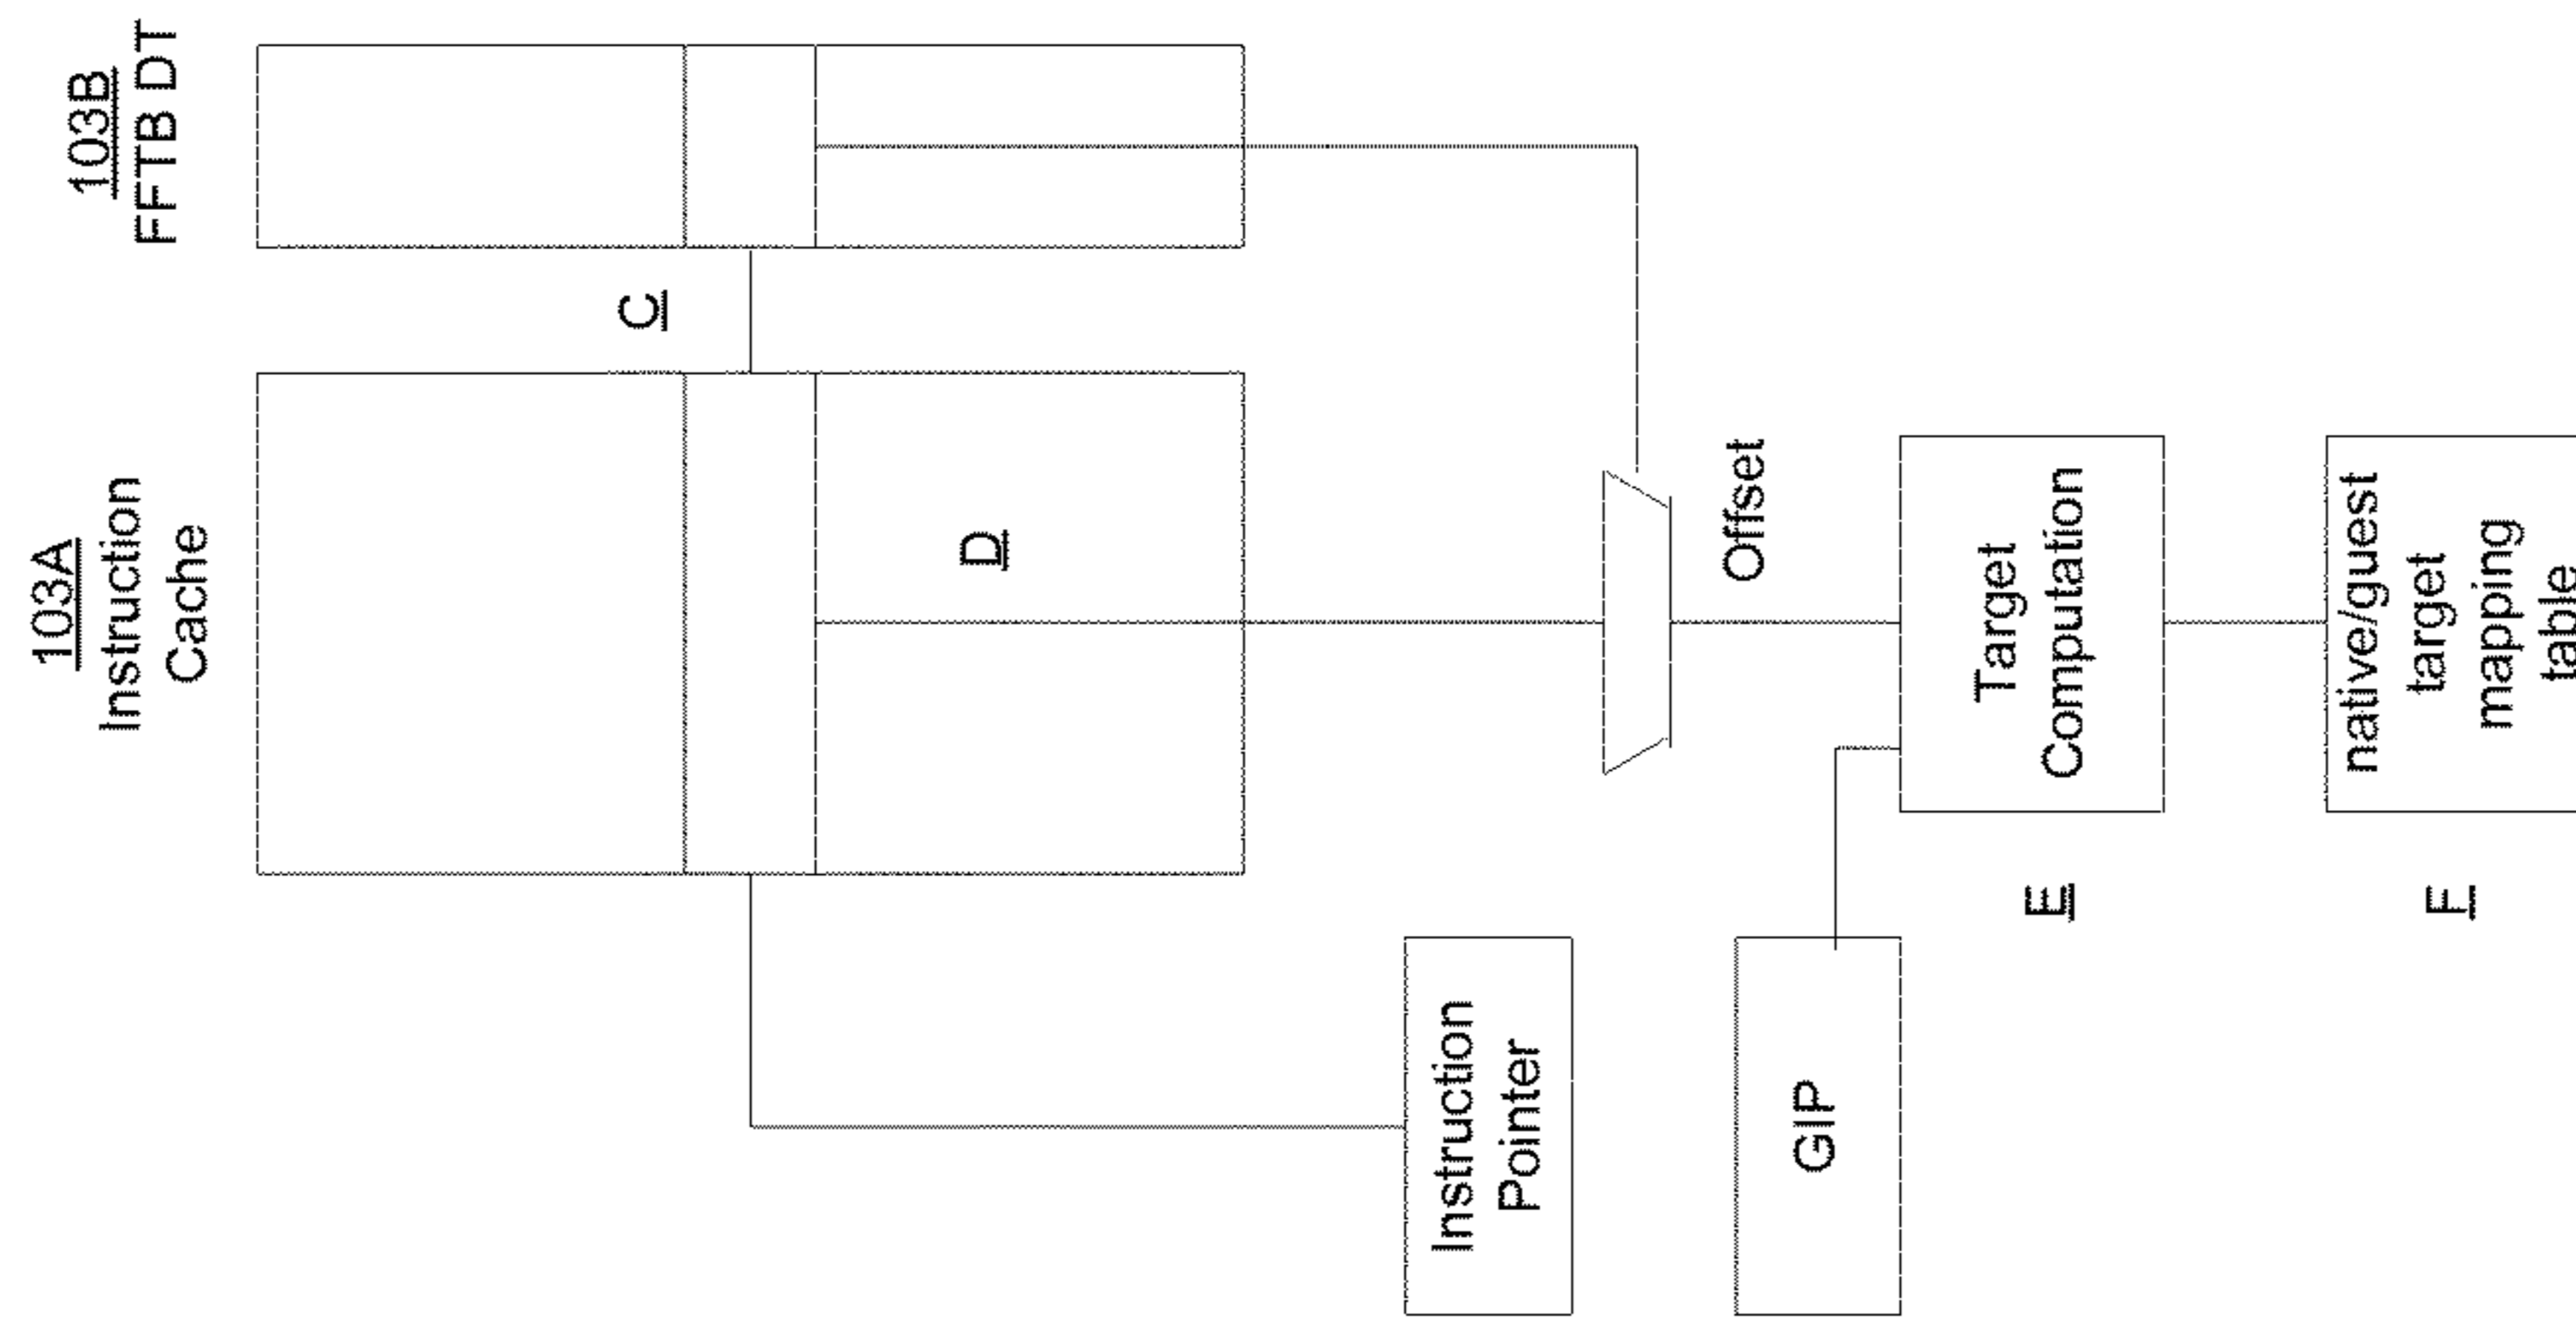 103A
Instruction
Cache
103B
FFTB DT
C
D
Instruction
Pointer
Offset
GIP
Target
Computation
E
native/guest
target
mapping
table
F